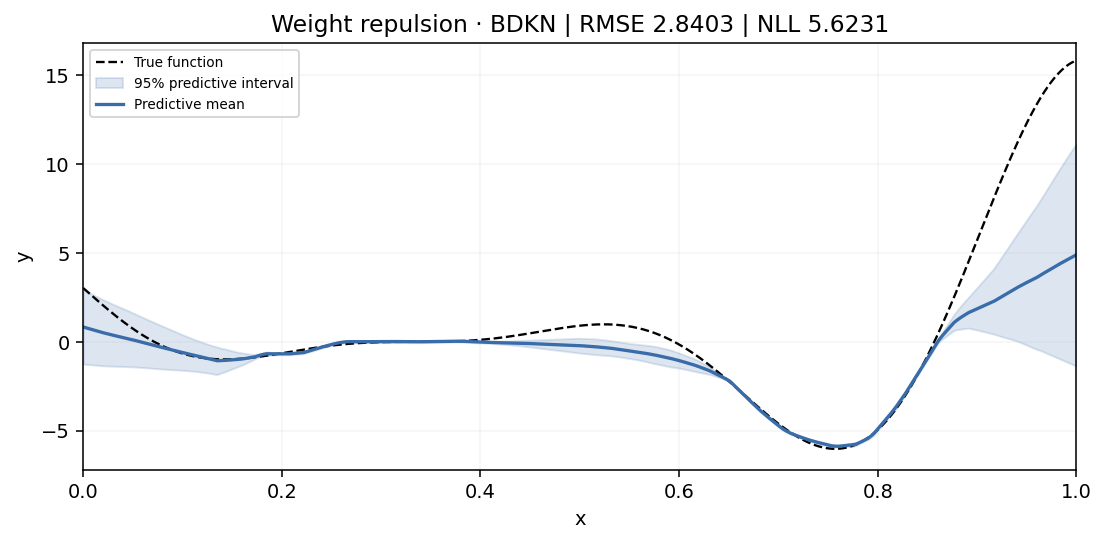 Weight repulsion · BDKN | RMSE 2.8403 | NLL 5.6231
True function
95% predictive interval
Predictive mean
15
10
5
0
−5
y
0.0 0.2 0.4 0.6 0.8 1.0
x